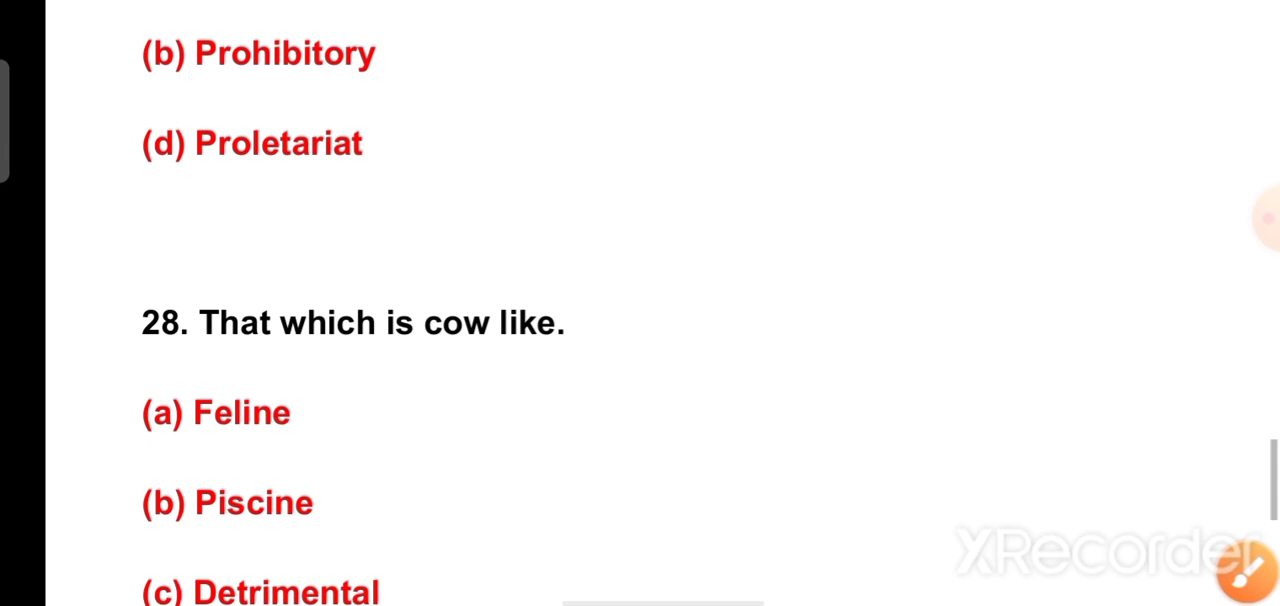 (b) Prohibitory
(d) Proletariat
28. That which is cow like.
(a) Feline
(b) Piscine
(c) Detrimental
XRecorder